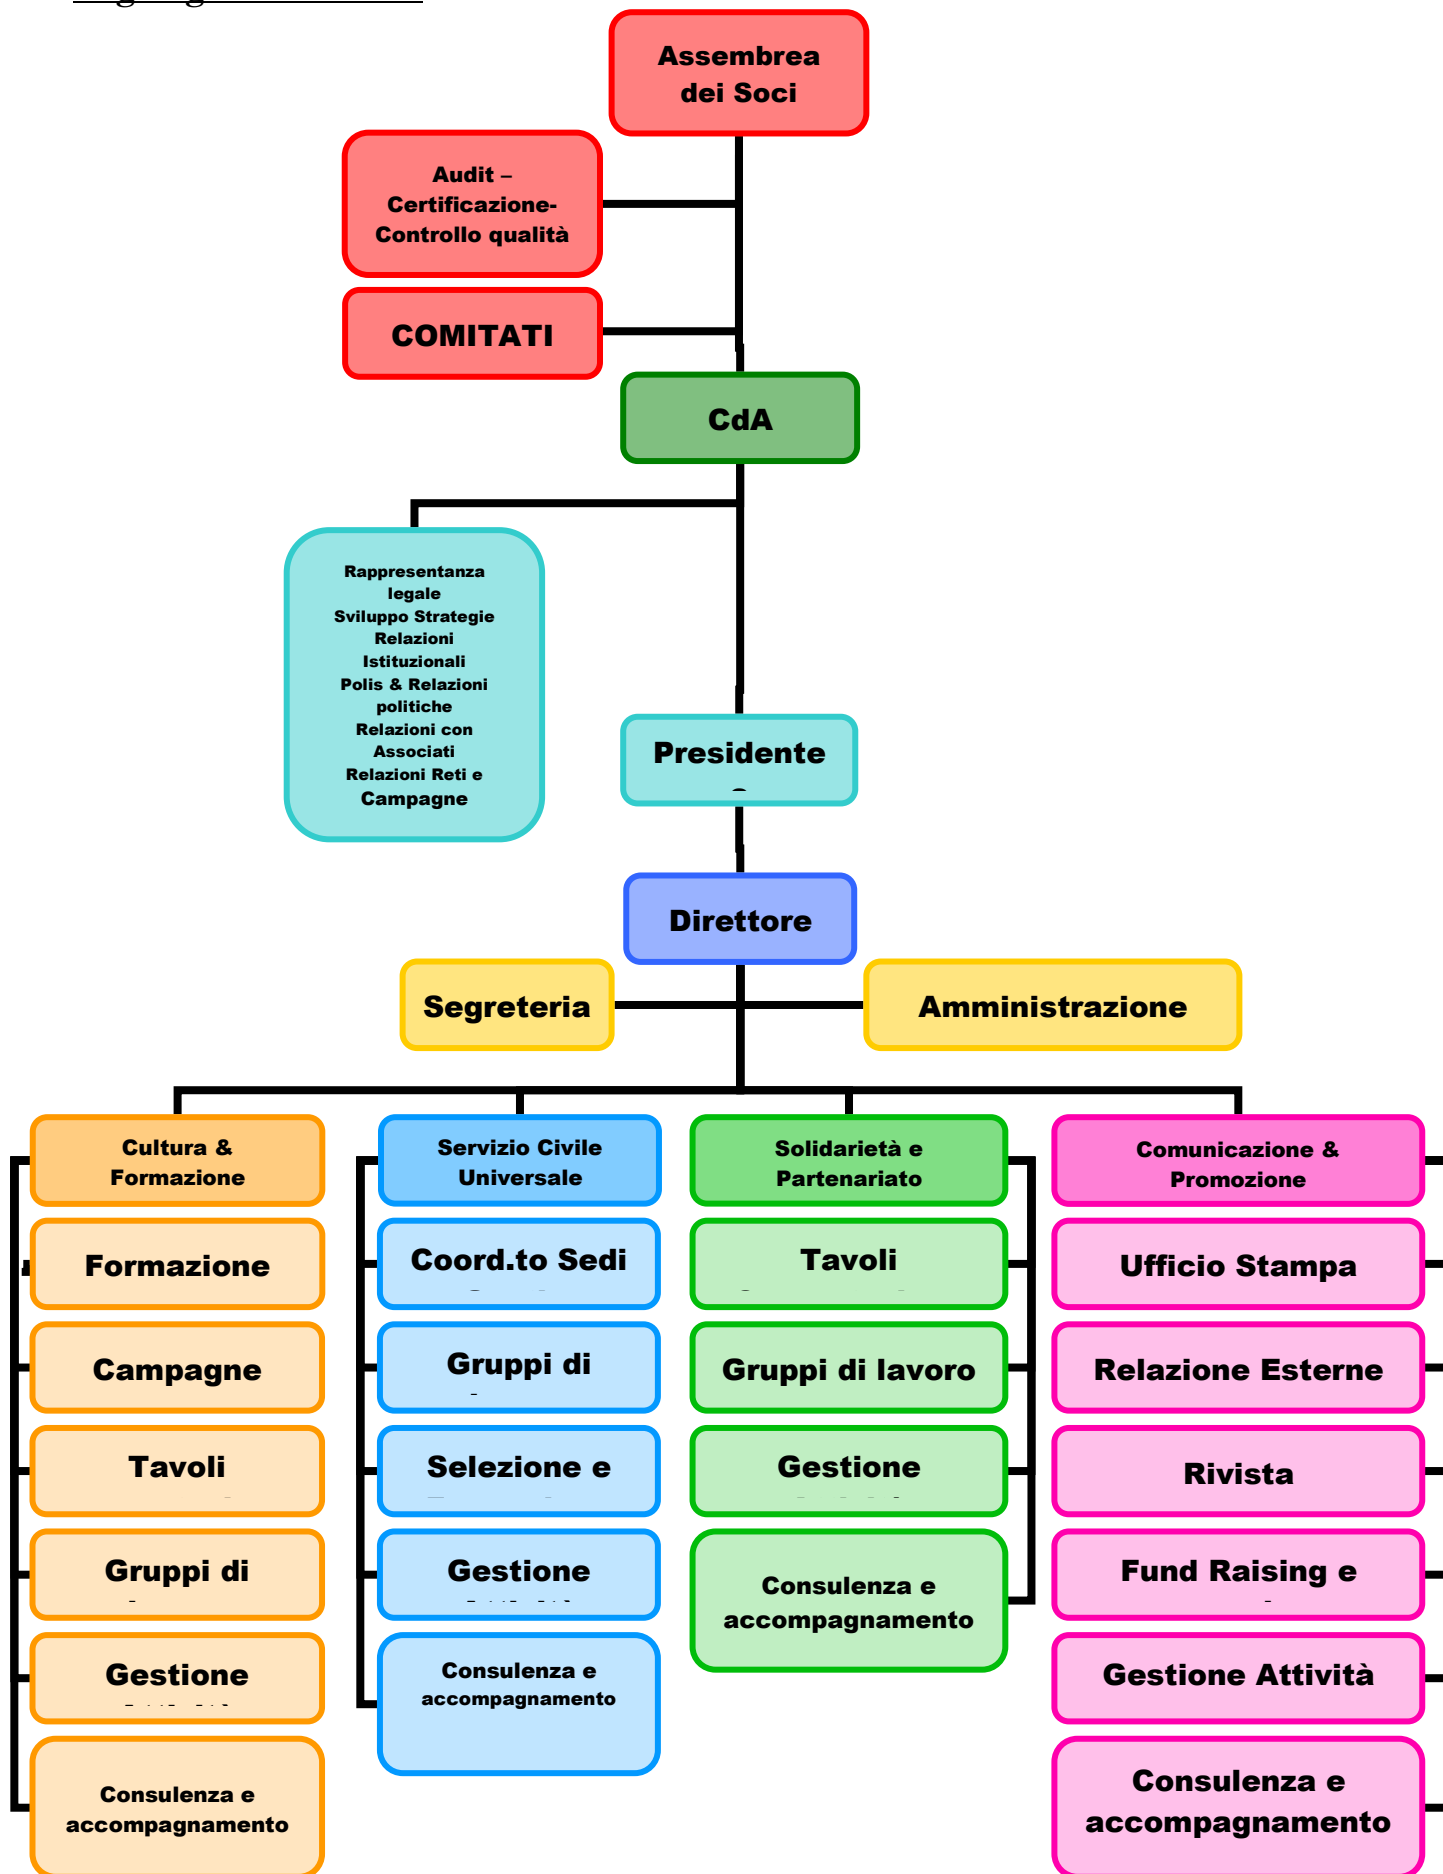 Assembrea
dei Soci
Audit –
Certificazione-
Controllo qualità
COMITATI
CdA
Rappresentanza
legale
Sviluppo Strategie
Relazioni
Istituzionali
Polis & Relazioni
politiche
Relazioni con
Associati
Relazioni Reti e
Campagne
Presidente
Direttore
Segreteria
Amministrazione
Cultura &
Formazione
Formazione
Campagne
Tavoli
Gruppi di
Gestione
Consulenza e
accompagnamento
Servizio Civile
Universale
Coord.to Sedi
Gruppi di
Selezione e
Gestione
Consulenza e
accompagnamento
Solidarietà e
Partenariato
Tavoli
Gruppi di lavoro
Gestione
Consulenza e
accompagnamento
Comunicazione &
Promozione
Ufficio Stampa
Relazione Esterne
Rivista
Fund Raising e
Gestione Attività
Consulenza e
accompagnamento